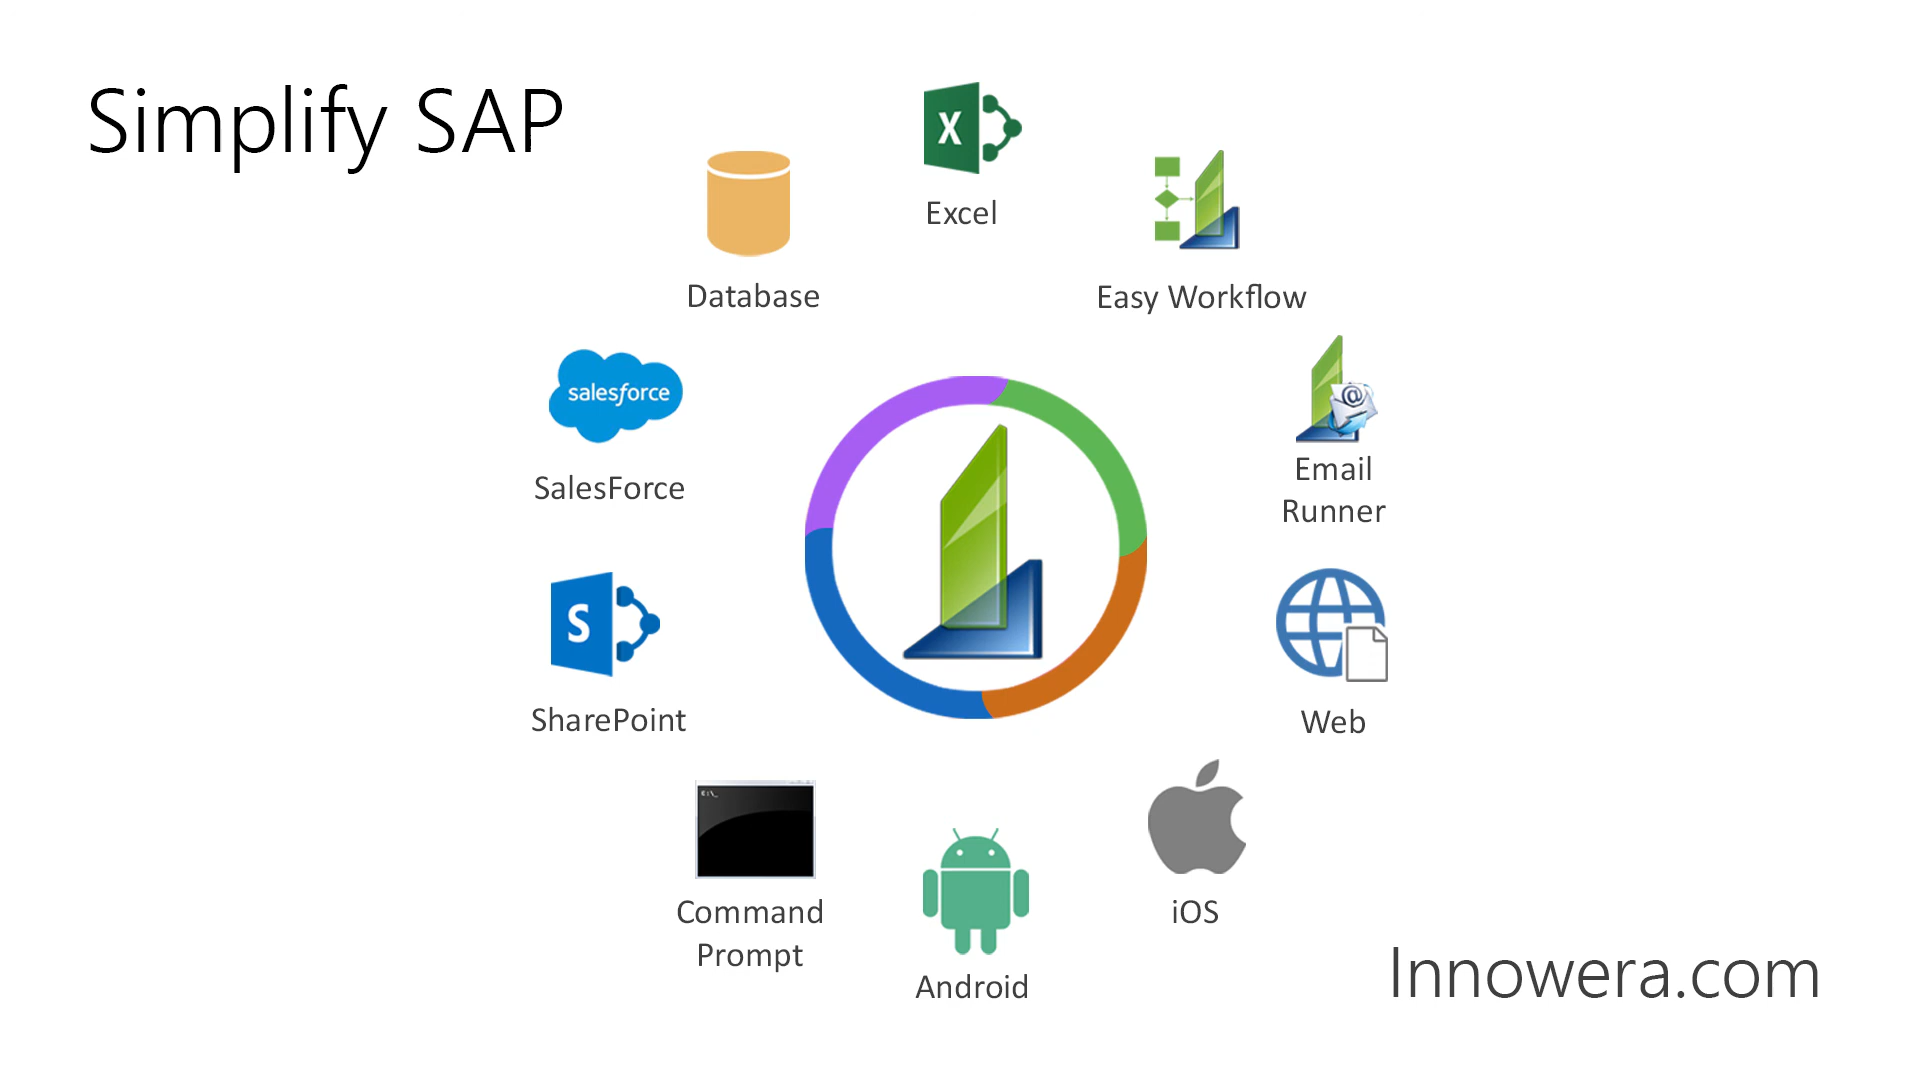 Simplify SAP
X
Excel
Database
Easy Workflow
salesforce
SalesForce
@
Email
Runner
S
SharePoint
Web
C:\_
Command
Prompt
Android
iOS
Innowera.com